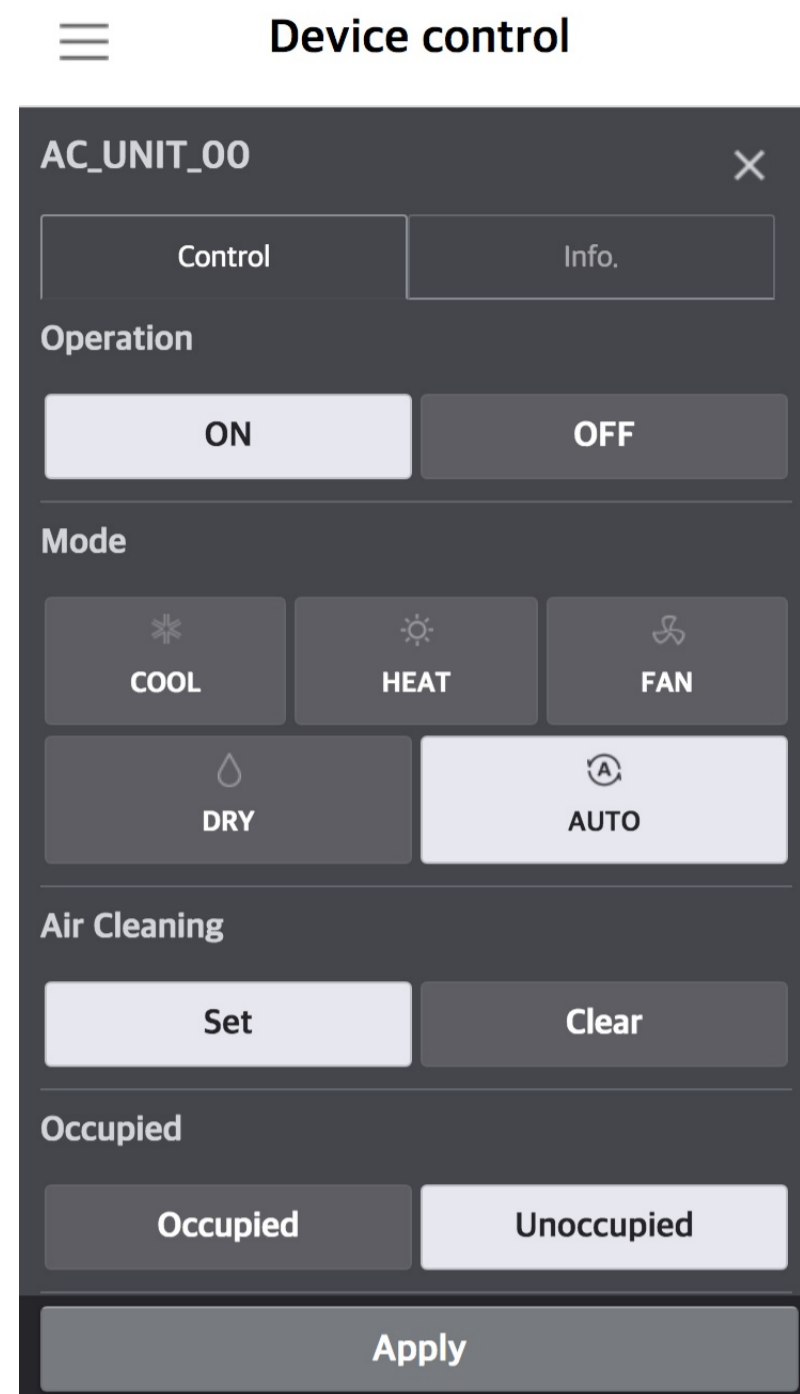 Device control
AC_UNIT_00
Control Info.
Operation
ON OFF
Mode
COOL HEAT FAN
A
DRY AUTO
Air Cleaning
Set Clear
Occupied
Occupied Unoccupied
Apply